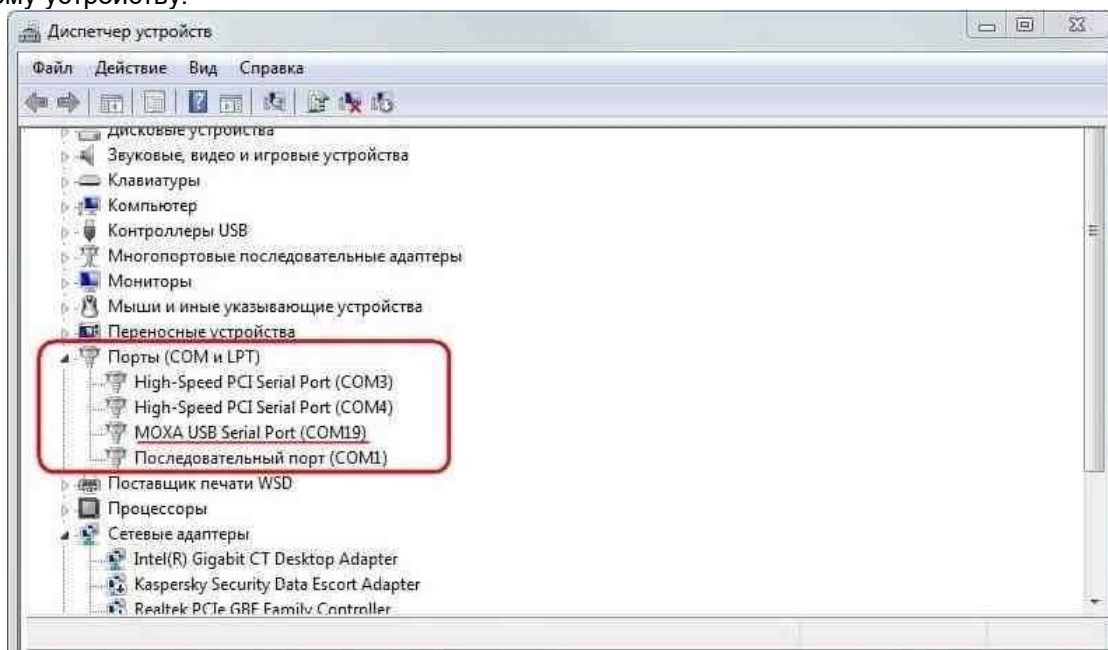 ому устройству.
Диспетчер устройств
Файл Действие Вид Справка
Дисковые устройства
Звуковые, видео и игровые устройства
Клавиатуры
Компьютер
Контроллеры USB
Многопортовые последовательные адаптеры
Мониторы
Мыши и иные указывающие устройства
Переносные устройства
Порты (COM и LPT)
High-Speed PCI Serial Port (COM3)
High-Speed PCI Serial Port (COM4)
MOXA USB Serial Port (COM19)
Последовательный порт (COM1)
Поставщик печати WSD
Процессоры
Сетевые адаптеры
Intel(R) Gigabit CT Desktop Adapter
Kaspersky Security Data Escort Adapter
Realtek PCIe GBE Family Controller